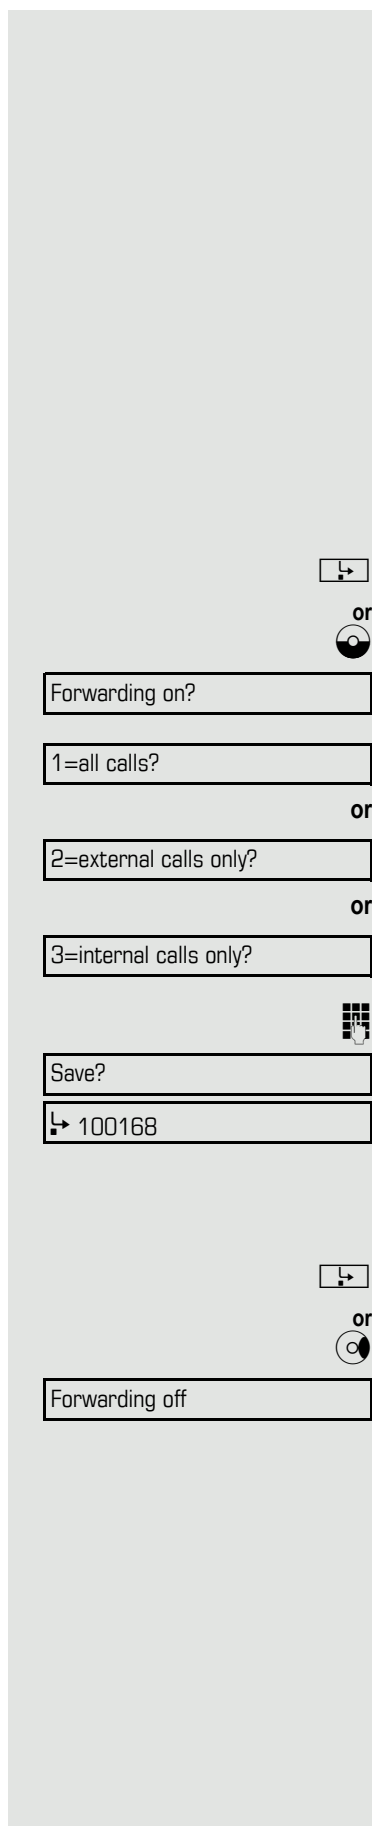 or
Forwarding on?
1=all calls?
or
2=external calls only?
or
3=internal calls only?
Save?
100168
or
Forwarding off